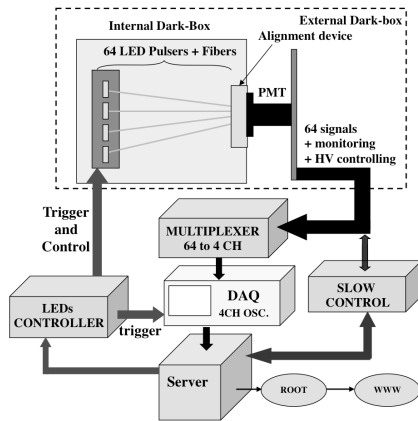 External Dark-box
Internal Dark-Box
64 LED Pulsers + Fibers
Alignment device
PMT
64 signals
+ monitoring
+ HV controlling
Trigger
and
Control
MULTIPLEXER
64 to 4 CH
LEDs
CONTROLLER
trigger
DAQ
4CH OSC.
SLOW
CONTROL
Server
ROOT
WWW